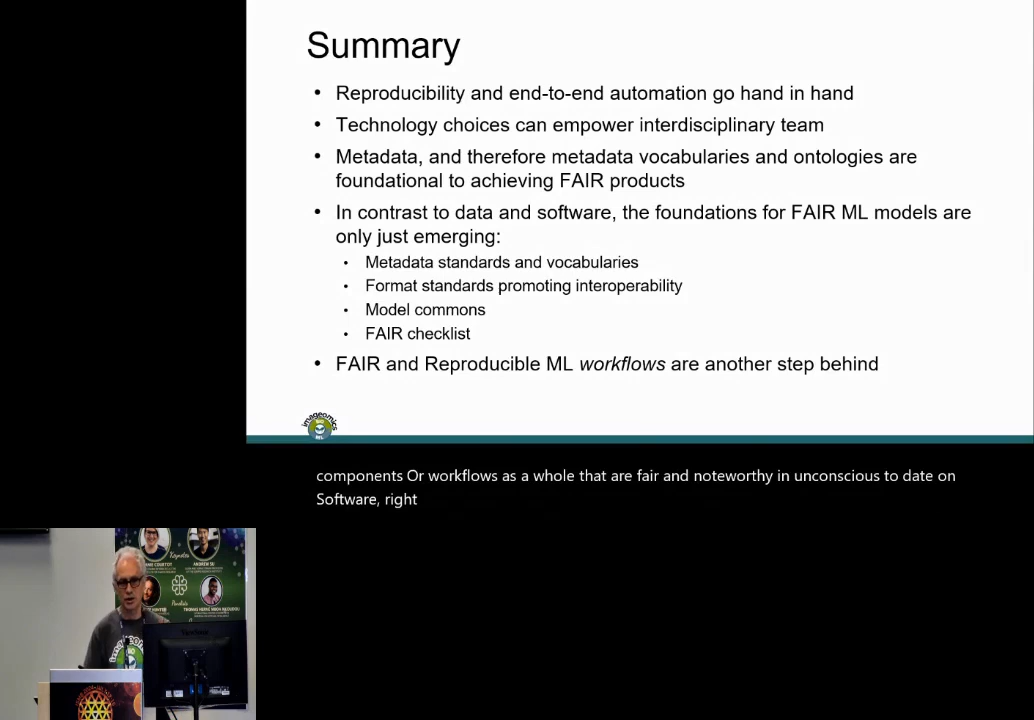 Summary
• Reproducibility and end-to-end automation go hand in hand
• Technology choices can empower interdisciplinary team
• Metadata, and therefore metadata vocabularies and ontologies are
foundational to achieving FAIR products
• In contrast to data and software, the foundations for FAIR ML models are
only just emerging:
• Metadata standards and vocabularies
• Format standards promoting interoperability
• Model commons
• FAIR checklist
• FAIR and Reproducible ML workflows are another step behind
imageomics
components Or workflows as a whole that are fair and noteworthy in unconscious to date on
Software, right
Keynotes
ANDREW SU